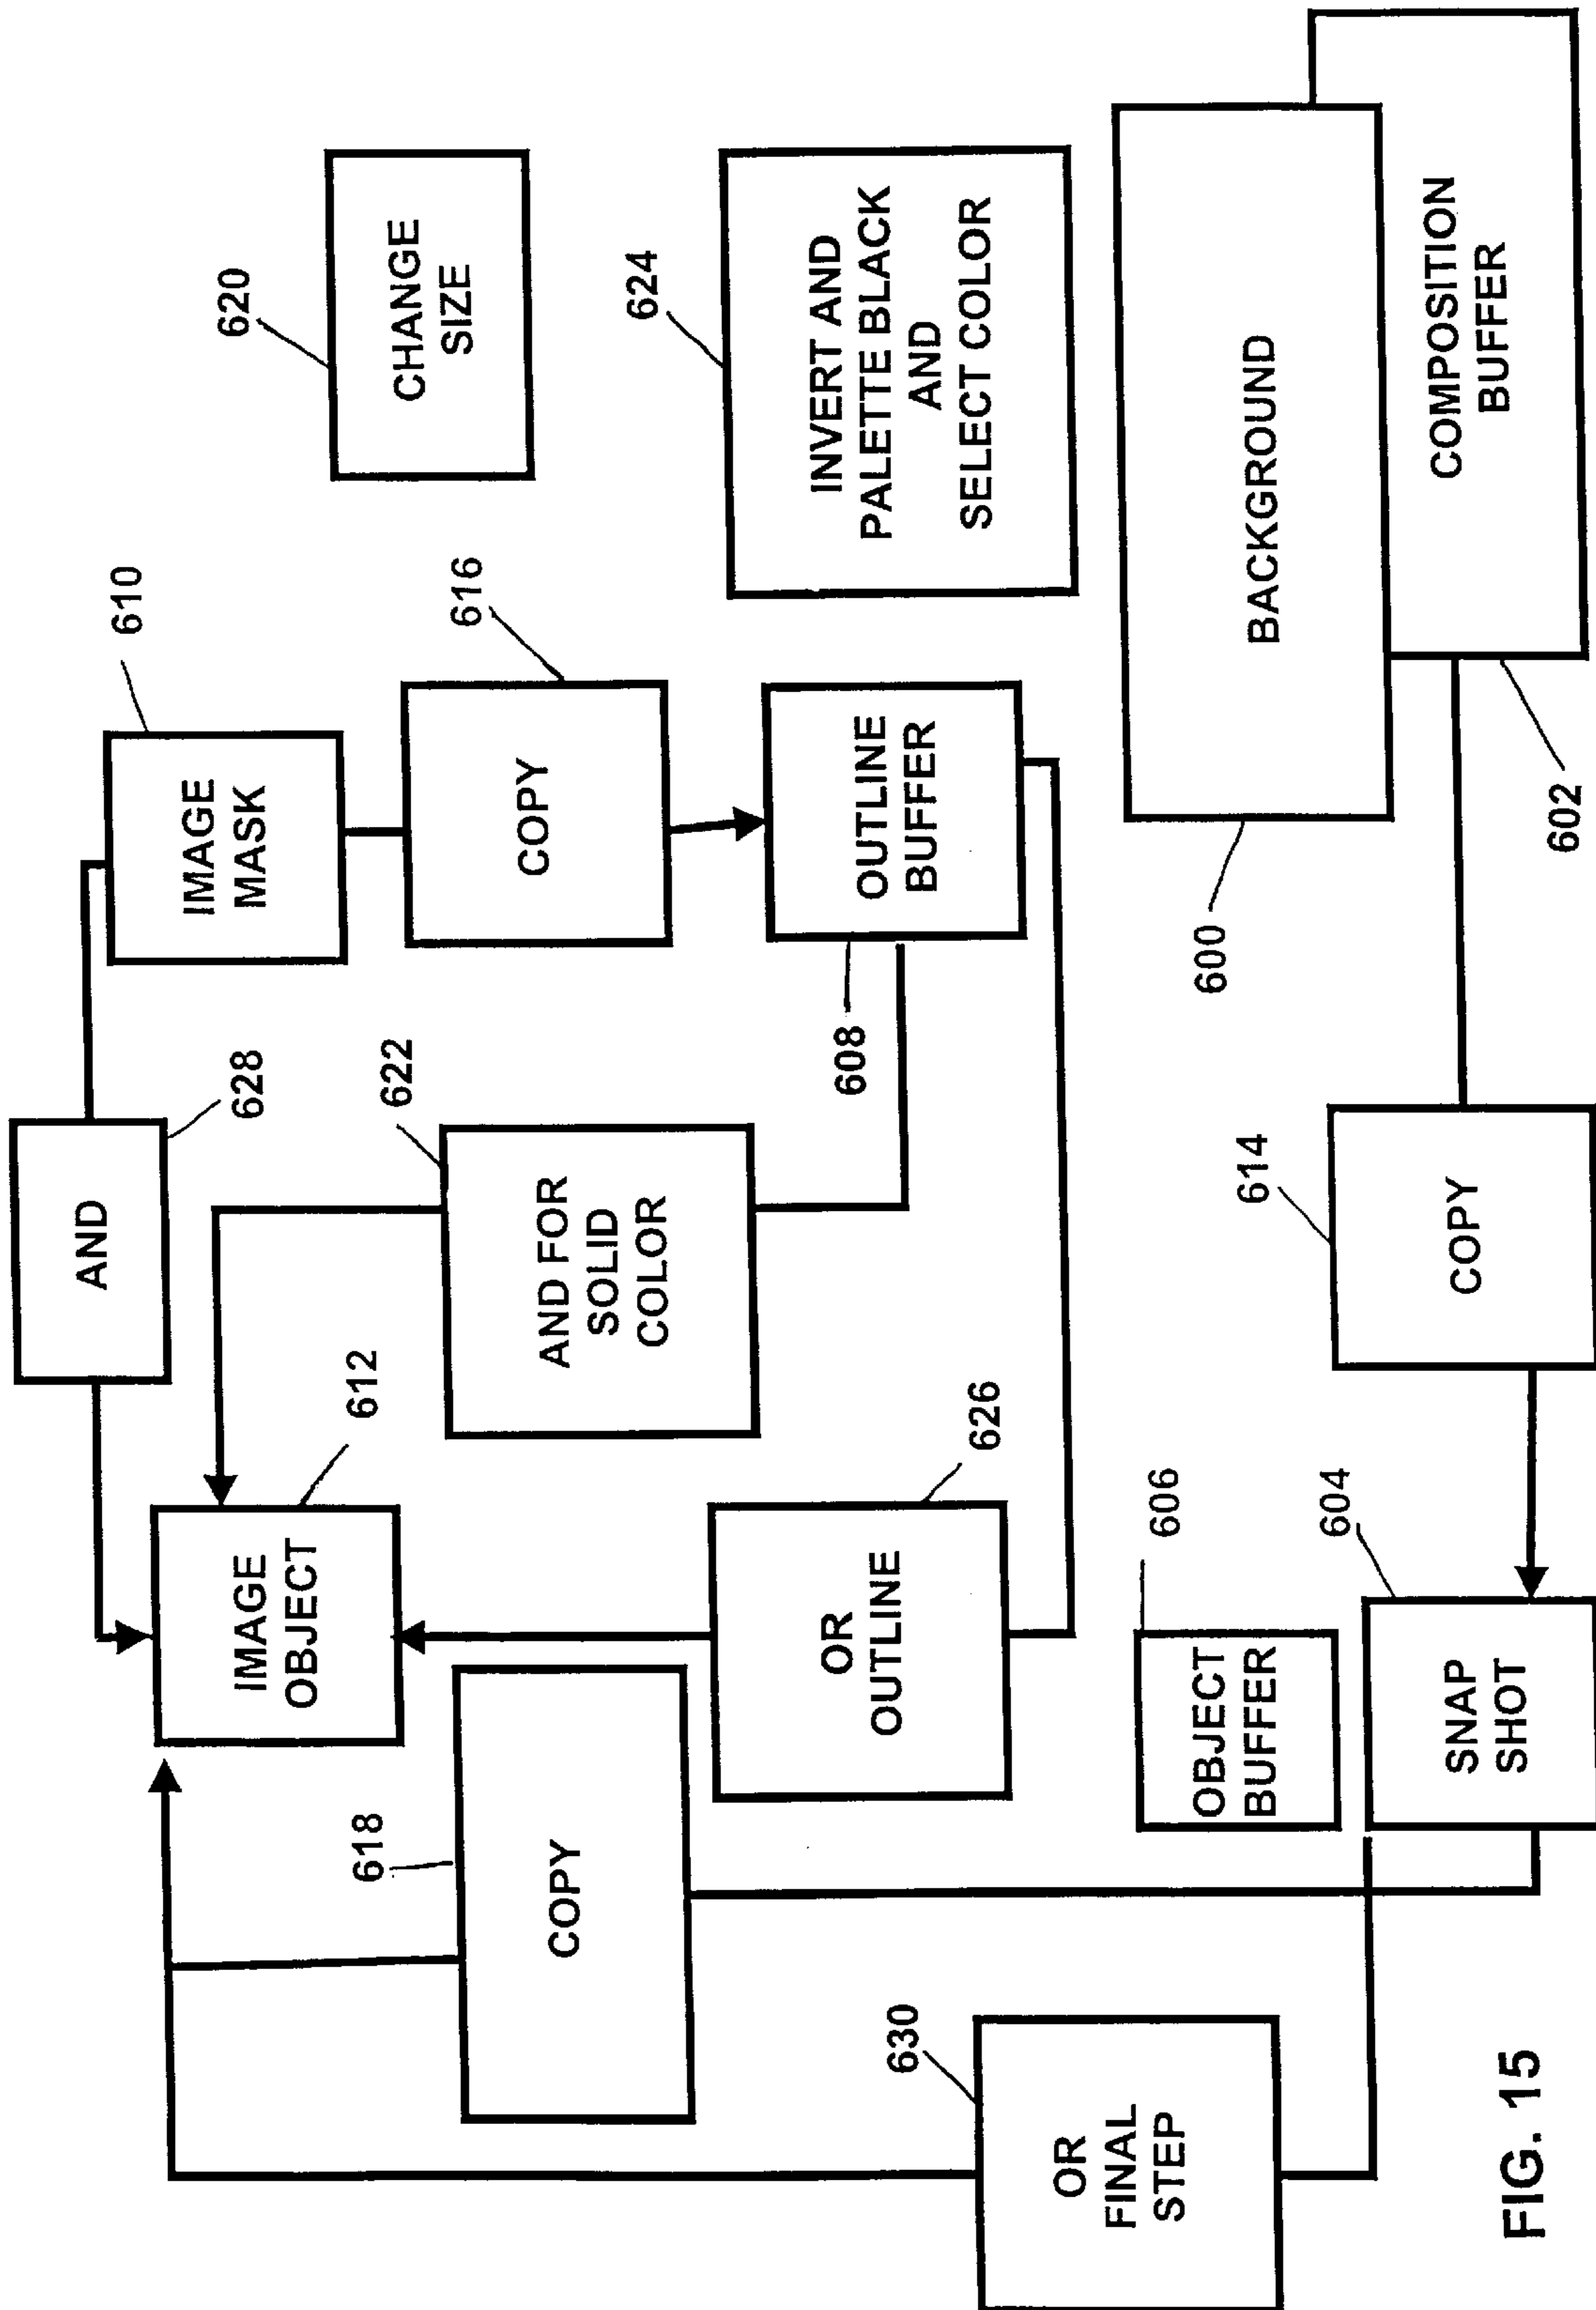 AND
628
IMAGE
OBJECT
612
IMAGE
MASK
610
CHANGE
SIZE
620
COPY
618
AND FOR
SOLID
COLOR
622
COPY
616
OR
OUTLINE
626
OUTLINE
BUFFER
608
INVERT AND
PALETTE BLACK
AND
SELECT COLOR
624
OR
FINAL
STEP
630
OBJECT
BUFFER
606
BACKGROUND
600
SNAP
SHOT
604
COPY
614
COMPOSITION
BUFFER
602
FIG. 15